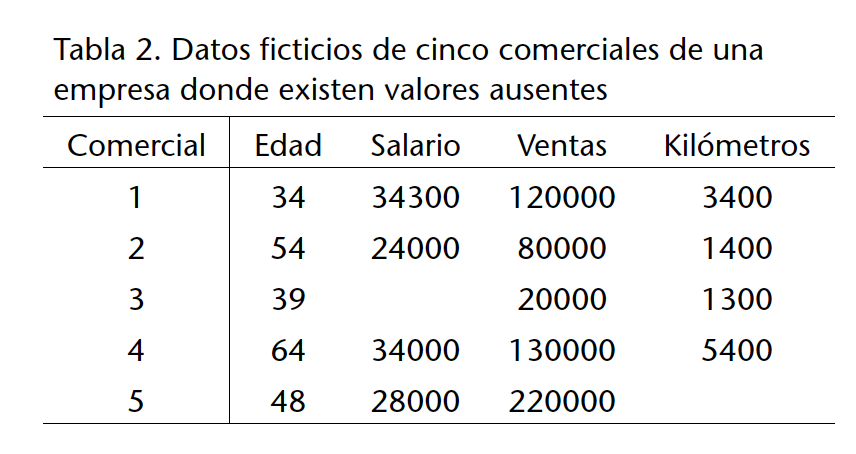 Tabla 2. Datos ficticios de cinco comerciales de una
empresa donde existen valores ausentes
Comercial Edad Salario Ventas Kilómetros
1 34 34300 120000 3400
2 54 24000 80000 1400
3 39 20000 1300
4 64 34000 130000 5400
5 48 28000 220000